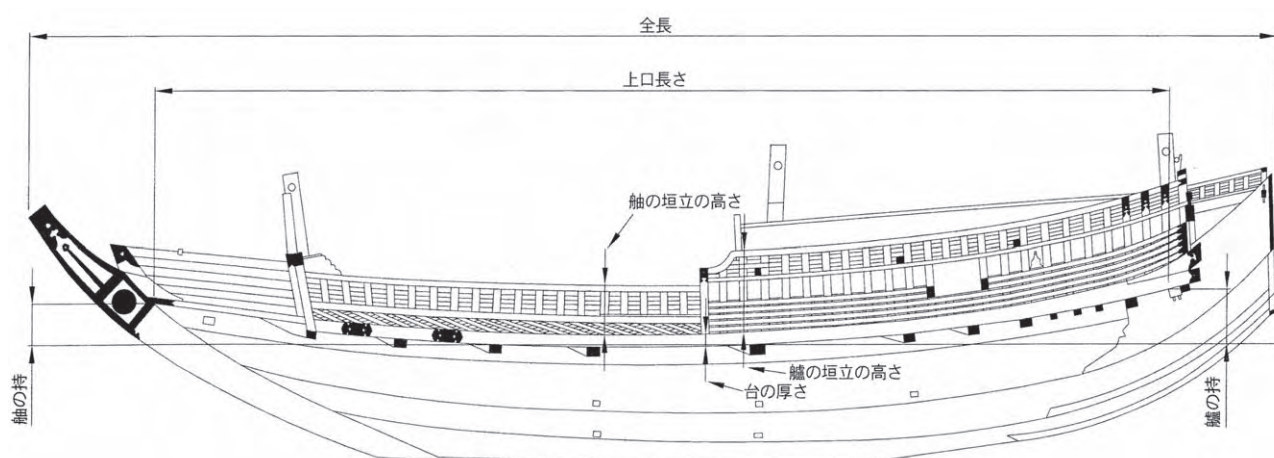 全長
上口長さ
舳の垣立の高さ
艫の垣立の高さ
台の厚さ
舳の持
艫の持